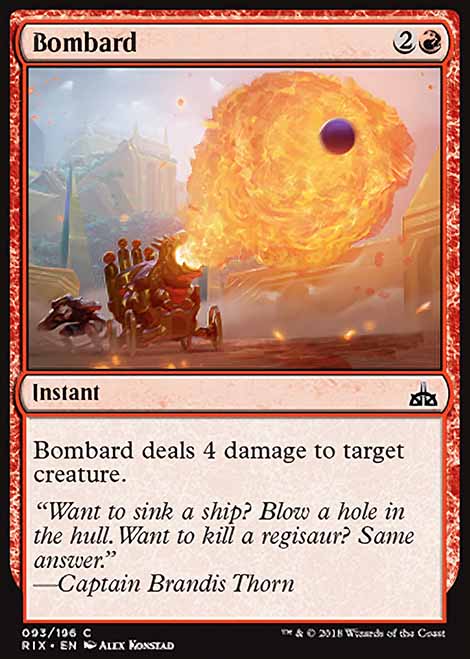 Bombard 2
Instant
Bombard deals 4 damage to target
creature.
“Want to sink a ship? Blow a hole in
the hull. Want to kill a regisaur? Same
answer.”
—Captain Brandis Thorn
093/196 C
RIX • EN Alex Konstad
™ & © 2018 Wizards of the Coast